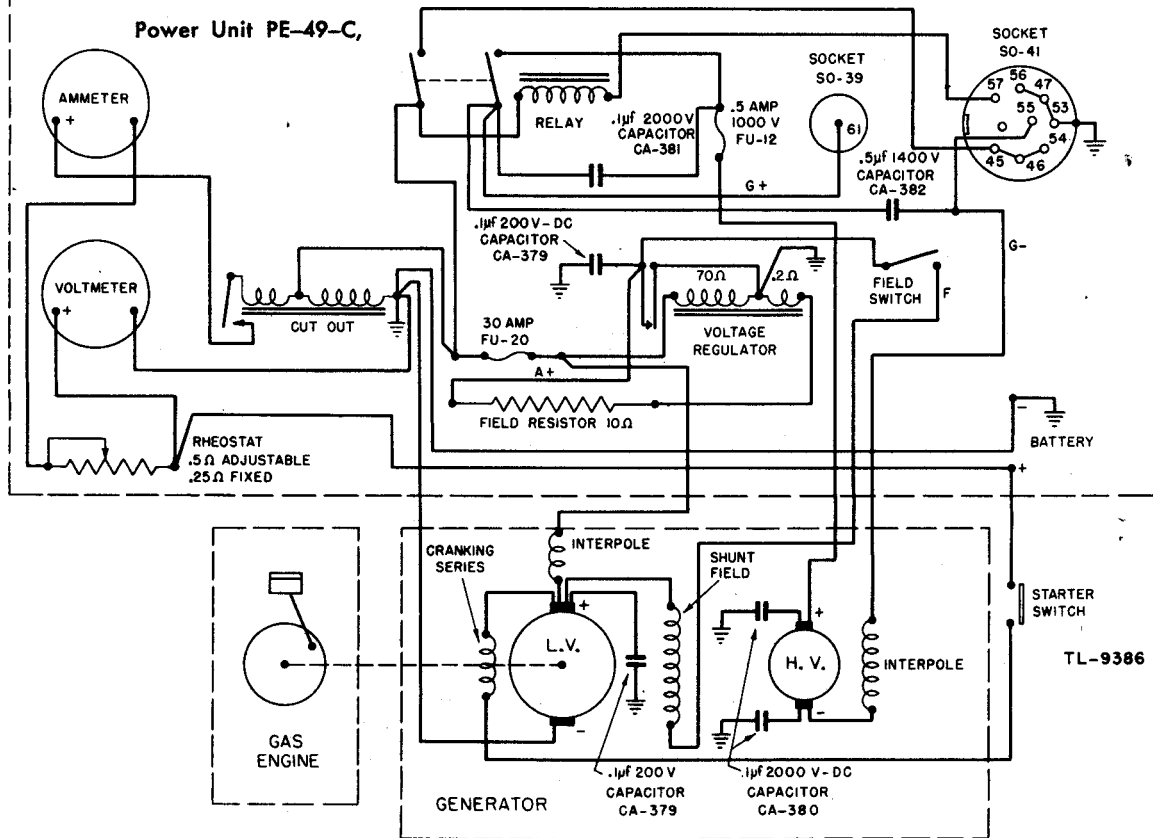 Power Unit PE-49-C,
AMMETER
+
VOLTMETER
+
RELAY
.1µf 2000 V
CAPACITOR
CA-381
.5 AMP
1000 V
FU-12
SOCKET
SO-39
61
SOCKET
SO-41
57
56
47
55
53
54
45
46
.5µf 1400 V
CAPACITOR
CA-382
G+
G-
.1µf 200 V-DC
CAPACITOR
CA-379
CUT OUT
30 AMP
FU-20
A+
70Ω
.2Ω
VOLTAGE
REGULATOR
FIELD
SWITCH
F
FIELD RESISTOR 10Ω
RHEOSTAT
.5Ω ADJUSTABLE
.25Ω FIXED
-
BATTERY
+
STARTER
SWITCH
TL-9386
GAS
ENGINE
CRANKING
SERIES
INTERPOLE
+
L.V.
-
SHUNT
FIELD
+
H. V.
-
INTERPOLE
GENERATOR
.1µf 200 V
CAPACITOR
CA-379
.1µf 2000 V-DC
CAPACITOR
CA-380